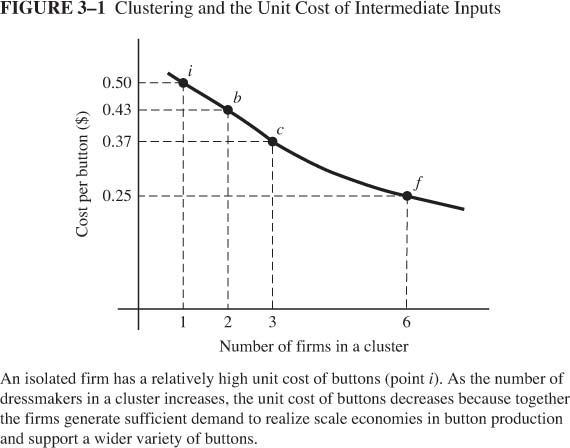 FIGURE 3–1 Clustering and the Unit Cost of Intermediate Inputs
i
0.50
b
0.43
c
0.37
f
0.25
Cost per button ($)
1 2 3 6
Number of firms in a cluster
An isolated firm has a relatively high unit cost of buttons (point i). As the number of
dressmakers in a cluster increases, the unit cost of buttons decreases because together
the firms generate sufficient demand to realize scale economies in button production
and support a wider variety of buttons.